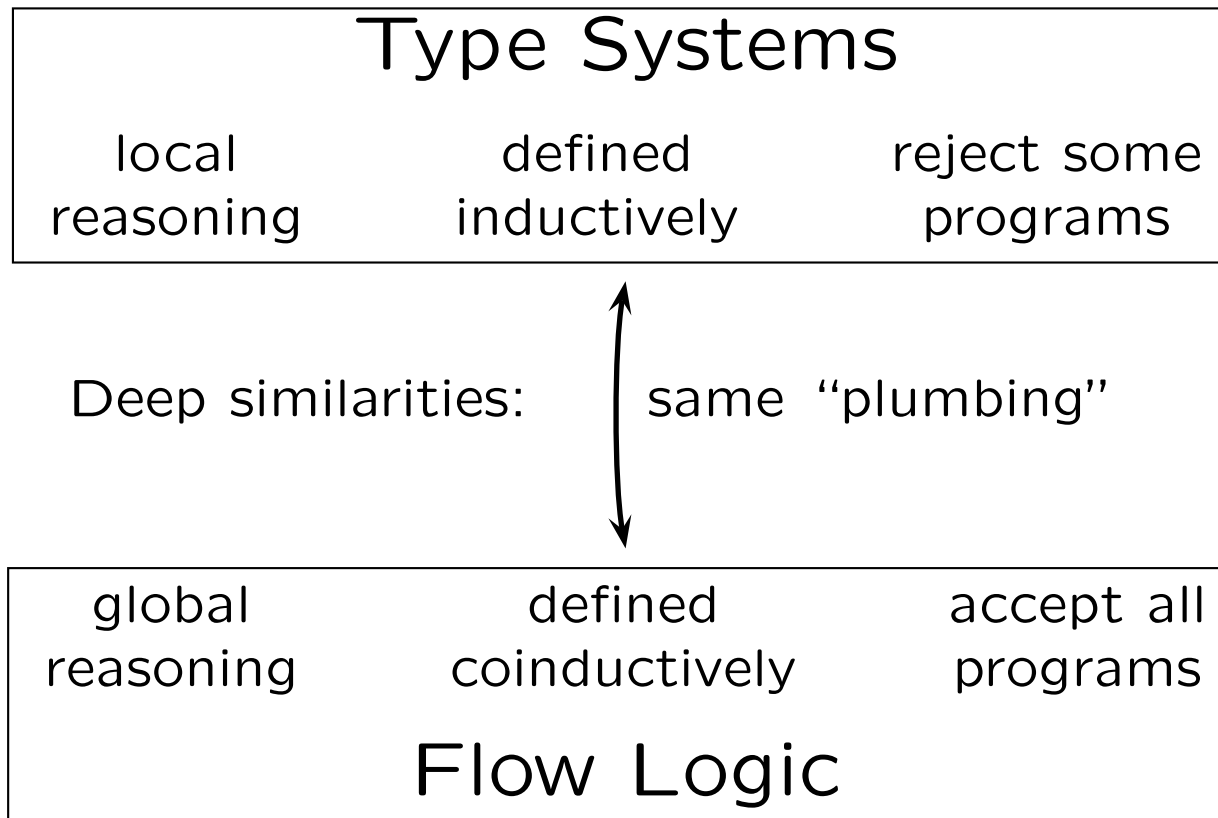 Type Systems
local defined reject some
reasoning inductively programs
Deep similarities: same “plumbing”
global defined accept all
reasoning coinductively programs
Flow Logic